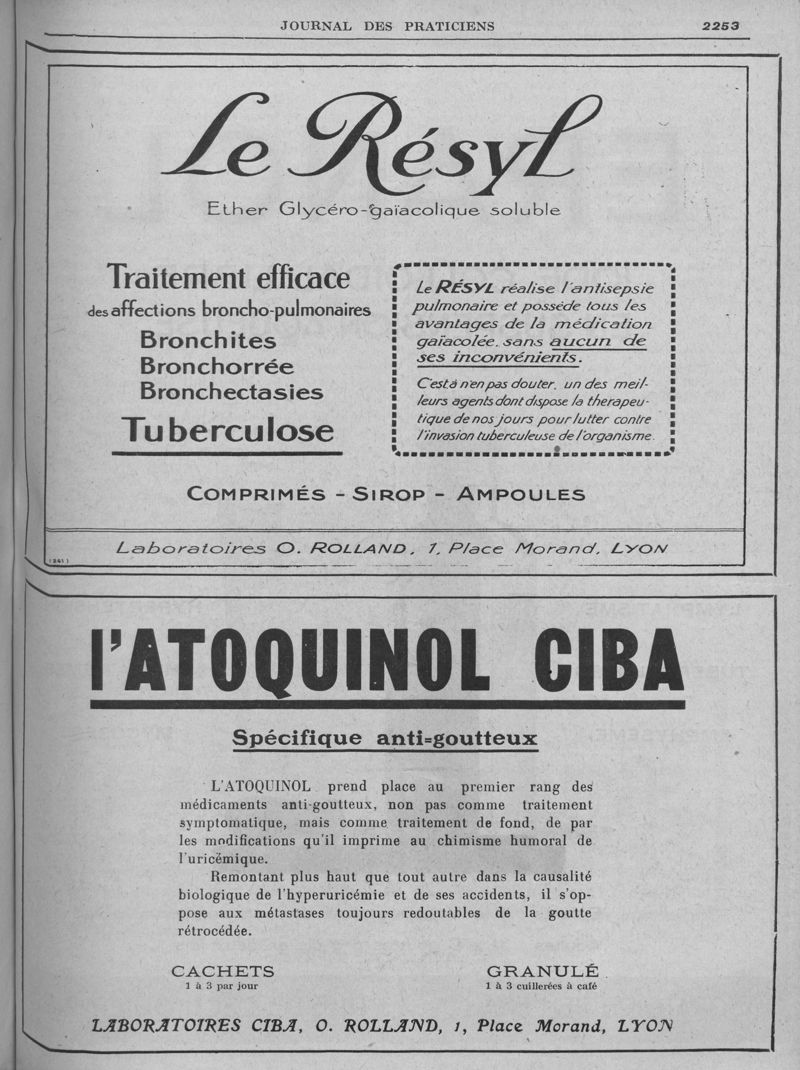 JOURNAL DES PRATICIENS 2253
Le Résyl
Ether Glycéro-gaïacolique soluble
Traitement efficace
des affections broncho-pulmonaires
Bronchites
Bronchorrée
Bronchectasies
Tuberculose
Le RÉSYL réalise l'antisepsie
pulmonaire et possède tous les
avantages de la médication
gaïacolée, sans aucun de
ses inconvénients.
C'est à n'en pas douter, un des meil-
leurs agents dont dispose la therapeu-
tique de nos jours pour lutter contre
l'invasion tuberculeuse de l'organisme.
COMPRIMÉS - SIROP - AMPOULES
Laboratoires O. ROLLAND, 1, Place Morand, LYON
(241)
l'ATOQUINOL CIBA
Spécifique anti-goutteux
L'ATOQUINOL prend place au premier rang des
médicaments anti-goutteux, non pas comme traitement
symptomatique, mais comme traitement de fond, de par
les modifications qu'il imprime au chimisme humoral de
l'uricémique.
Remontant plus haut que tout autre dans la causalité
biologique de l'hyperuricémie et de ses accidents, il s'op-
pose aux métastases toujours redoutables de la goutte
rétrocédée.
CACHETS
1 à 3 par jour
GRANULÉ
1 à 3 cuillerées à café
LABORATOIRES CIBA, O. ROLLAND, 1, Place Morand, LYON